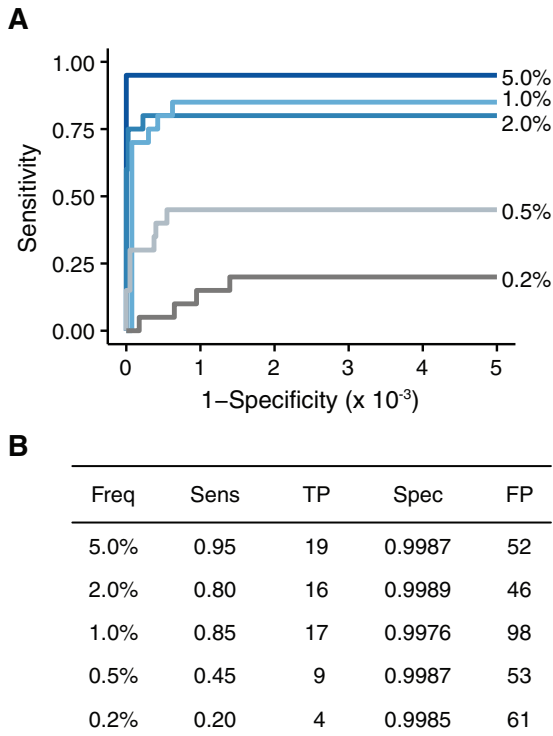 A
1.00
0.75
0.50
0.25
0.00
Sensitivity
5.0%
1.0%
2.0%
0.5%
0.2%
0 1 2 3 4 5
1−Specificity (x 10⁻³)
B
Freq Sens TP Spec FP
5.0% 0.95 19 0.9987 52
2.0% 0.80 16 0.9989 46
1.0% 0.85 17 0.9976 98
0.5% 0.45 9 0.9987 53
0.2% 0.20 4 0.9985 61